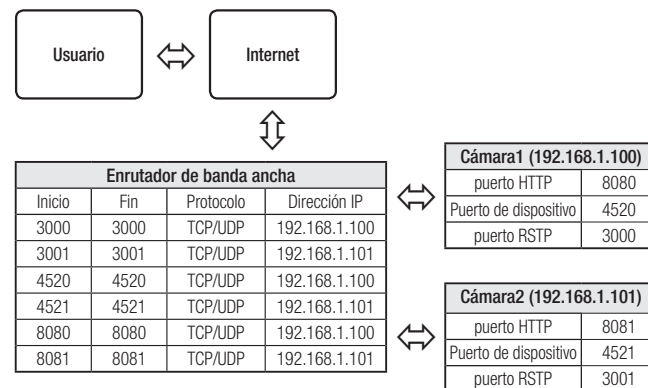 Usuario
Internet
Enrutador de banda ancha
Inicio Fin Protocolo Dirección IP
3000 3000 TCP/UDP 192.168.1.100
3001 3001 TCP/UDP 192.168.1.101
4520 4520 TCP/UDP 192.168.1.100
4521 4521 TCP/UDP 192.168.1.101
8080 8080 TCP/UDP 192.168.1.100
8081 8081 TCP/UDP 192.168.1.101
Cámara1 (192.168.1.100)
puerto HTTP 8080
Puerto de dispositivo 4520
puerto RSTP 3000
Cámara2 (192.168.1.101)
puerto HTTP 8081
Puerto de dispositivo 4521
puerto RSTP 3001